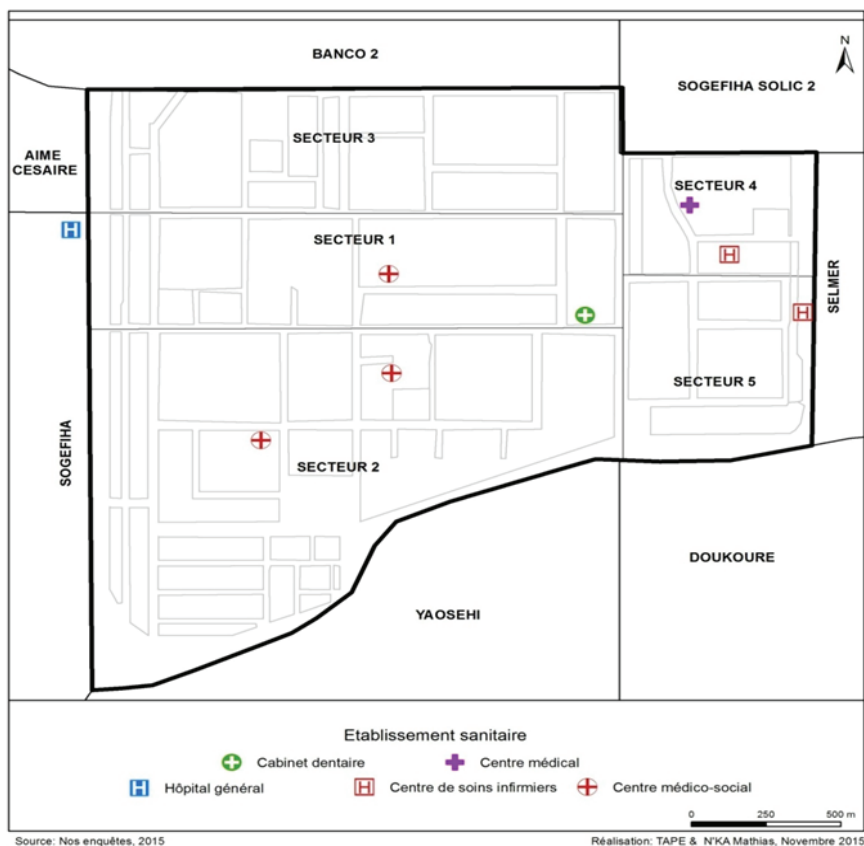 BANCO 2
N
SOGEFIHA SOLIC 2
SECTEUR 3
AIME
CESAIRE
SECTEUR 4
H
SECTEUR 1
H
SELMER
H
SECTEUR 5
SOGEFIHA
SECTEUR 2
DOUKOURE
YAOSEHI
Etablissement sanitaire
Cabinet dentaire
Centre médical
H Hôpital général
H Centre de soins infirmiers
Centre médico-social
0 250 500 m
Source: Nos enquêtes, 2015
Réalisation: TAPE & N'KA Mathias, Novembre 2015